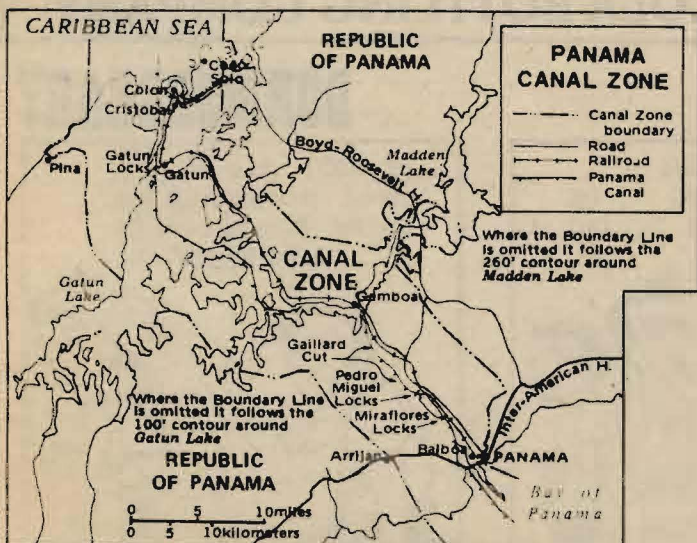 CARIBBEAN SEA
REPUBLIC
OF PANAMA
PANAMA
CANAL ZONE
Canal Zone
boundary
Road
Railroad
Panama
Canal
Coco
Solo
Colon
Cristobal
Boyd-Roosevelt H.
Madden
Lake
Pina
Gatun
Locks
Gatun
Where the Boundary Line
is omitted it follows the
260' contour around
Madden Lake
CANAL
ZONE
Gatun
Lake
Gamboa
Gaillard
Cut
Pedro
Miguel
Locks
Miraflores
Locks
Inter-American H.
Where the Boundary Line
is omitted it follows the
100' contour around
Gatun Lake
REPUBLIC
OF PANAMA
Arrijan
Balboa
PANAMA
Bay of
Panama
0 5 10miles
0 5 10kilometers